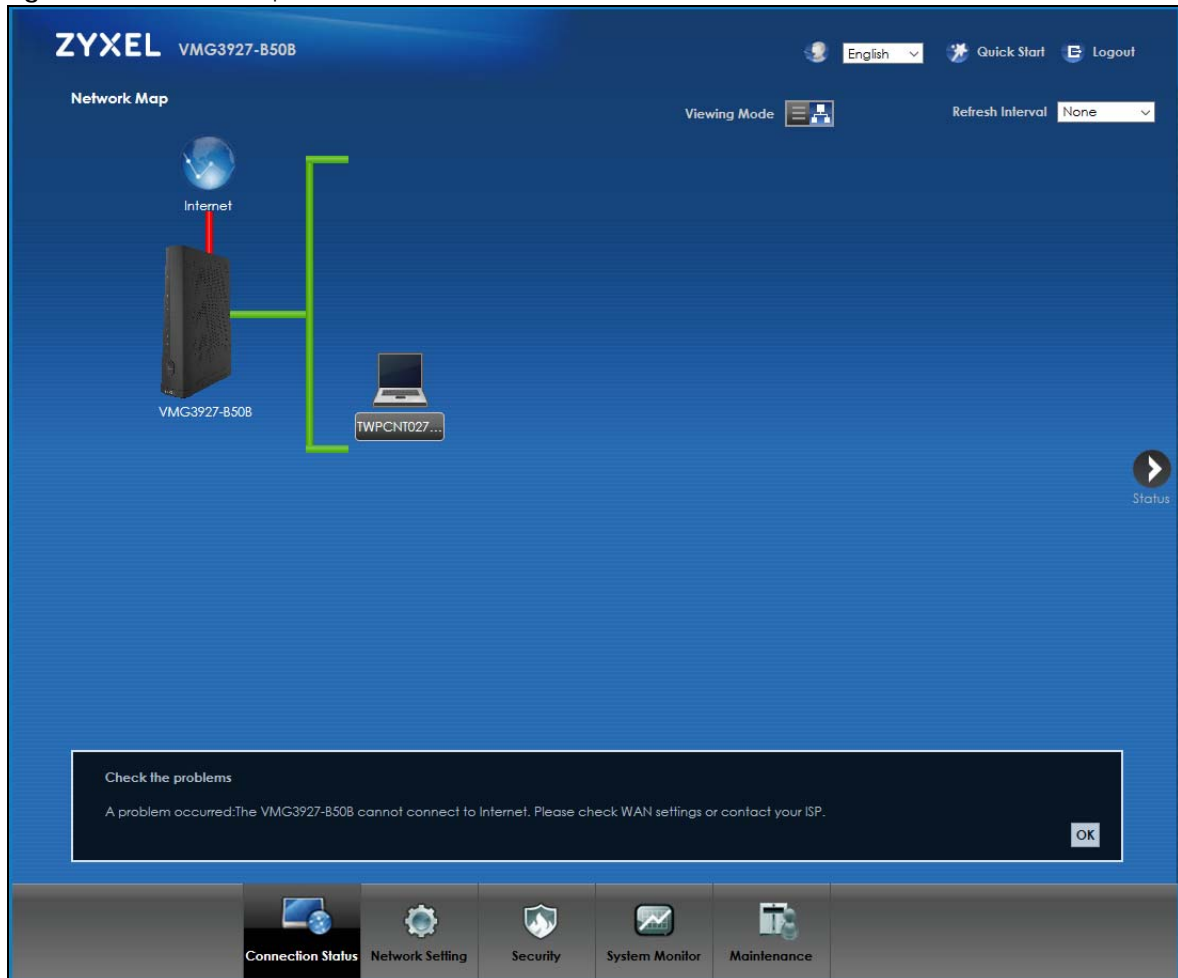 ZYXEL VMG3927-B50B
English Quick Start Logout
Network Map
Viewing Mode
Refresh Interval None
Internet
VMG3927-B50B
TWPCNT027...
Status
Check the problems
A problem occurred:The VMG3927-B50B cannot connect to Internet. Please check WAN settings or contact your ISP.
OK
Connection Status Network Setting Security System Monitor Maintenance